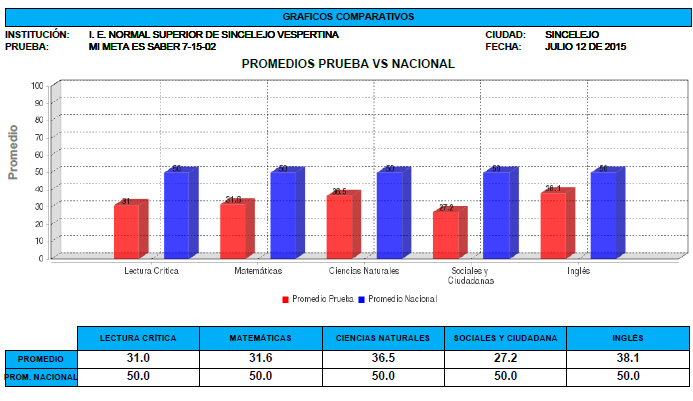 GRAFICOS COMPARATIVOS
INSTITUCIÓN: I. E. NORMAL SUPERIOR DE SINCELEJO VESPERTINA CIUDAD: SINCELEJO
PRUEBA: MI META ES SABER 7-15-02 FECHA: JULIO 12 DE 2015
PROMEDIOS PRUEBA VS NACIONAL
Promedio
100
90
80
70
60
50
40
30
20
10
0
31 50 31.6 50 36.5 50 27.2 50 38.1 50
Lectura Crítica Matemáticas Ciencias Naturales Sociales y Ciudadanas Inglés
Promedio Prueba Promedio Nacional
LECTURA CRÍTICA MATEMÁTICAS CIENCIAS NATURALES SOCIALES Y CIUDADANA INGLÉS
PROMEDIO 31.0 31.6 36.5 27.2 38.1
PROM. NACIONAL 50.0 50.0 50.0 50.0 50.0